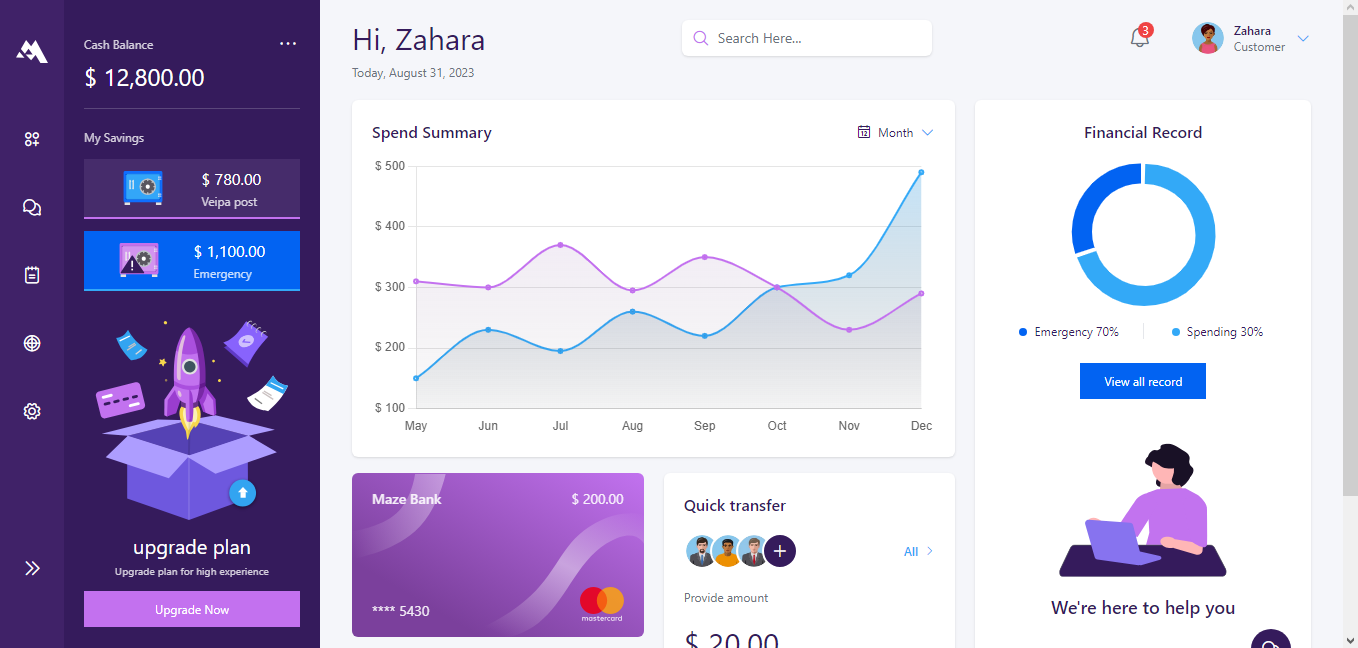 Cash Balance
$ 12,800.00
My Savings
$ 780.00
Veipa post
$ 1,100.00
Emergency
upgrade plan
Upgrade plan for high experience
Upgrade Now
Hi, Zahara
Today, August 31, 2023
Search Here...
3
Zahara
Customer
Spend Summary
12
Month
$ 500
$ 400
$ 300
$ 200
$ 100
May Jun Jul Aug Sep Oct Nov Dec
Maze Bank $ 200.00
**** 5430
mastercard
Quick transfer
All
Provide amount
$ 20.00
Financial Record
Emergency 70% Spending 30%
View all record
We're here to help you